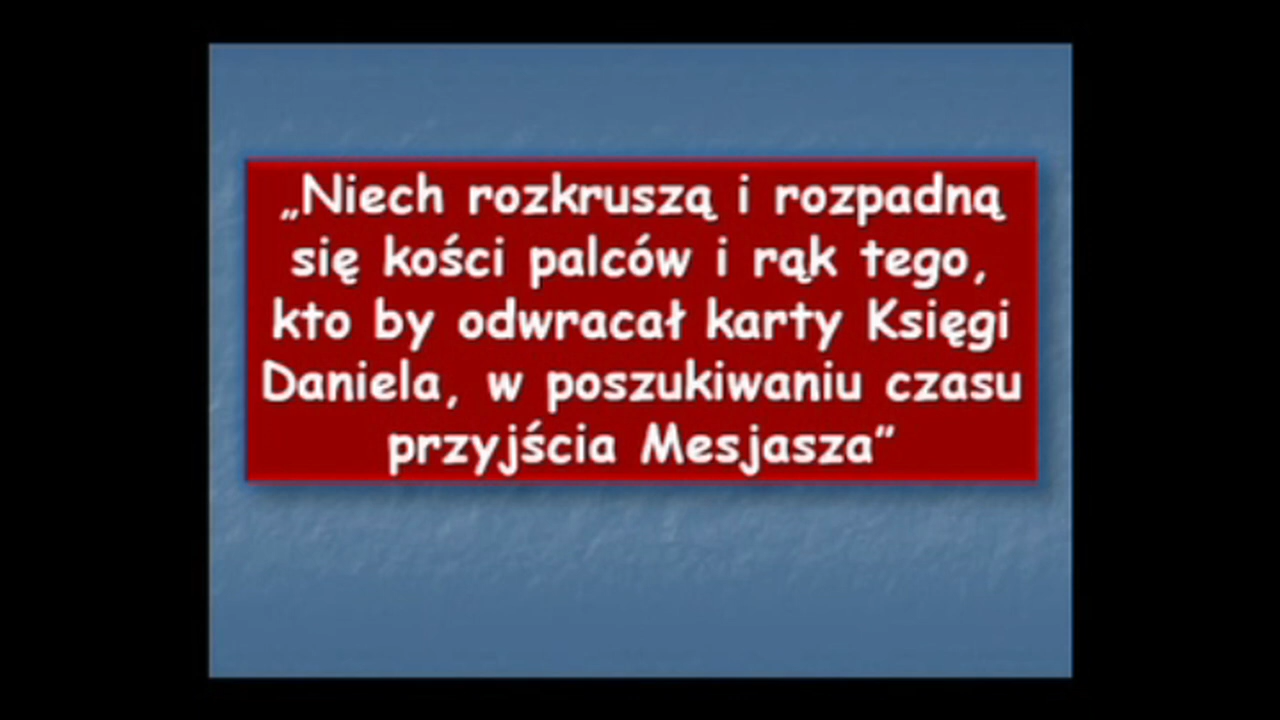 „Niech rozkruszą i rozpadną
się kości palców i rąk tego,
kto by odwracał karty Księgi
Daniela, w poszukiwaniu czasu
przyjścia Mesjasza”